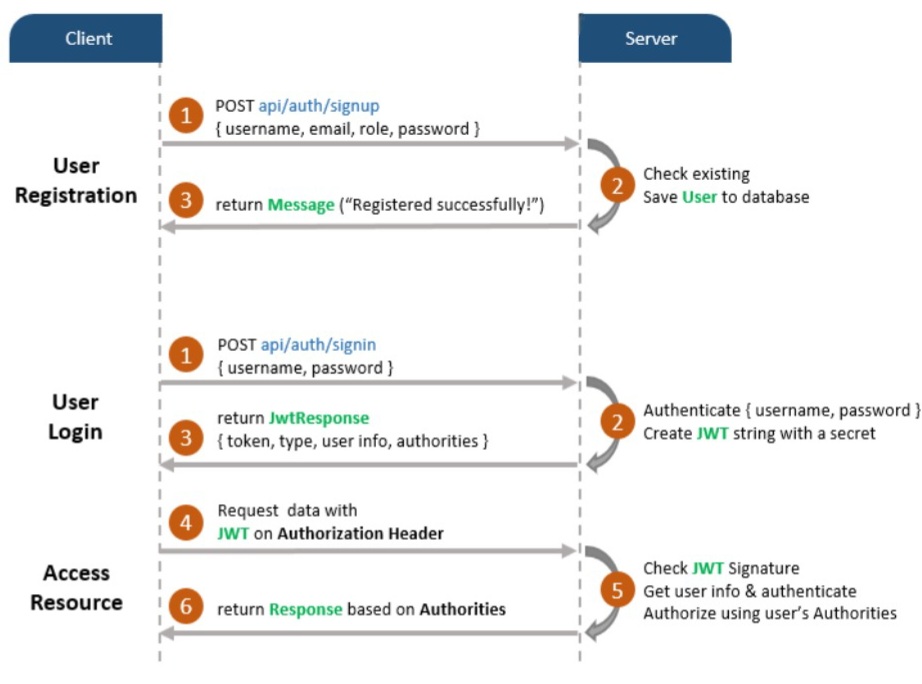 Client
Server
1
POST api/auth/signup
{ username, email, role, password }
User
Registration
2
Check existing
Save User to database
3
return Message (“Registered successfully!”)
1
POST api/auth/signin
{ username, password }
User
Login
2
Authenticate { username, password }
Create JWT string with a secret
3
return JwtResponse
{ token, type, user info, authorities }
4
Request data with
JWT on Authorization Header
Access
Resource
5
Check JWT Signature
Get user info & authenticate
Authorize using user’s Authorities
6
return Response based on Authorities